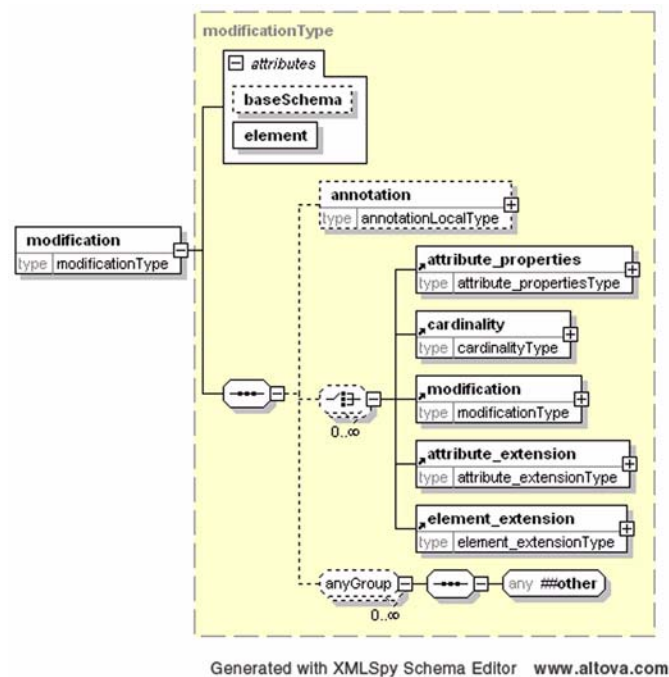 modificationType
attributes
baseSchema
element
annotation
type annotationLocalType
modification
type modificationType
attribute_properties
type attribute_propertiesType
cardinality
type cardinalityType
modification
type modificationType
0..∞
attribute_extension
type attribute_extensionType
element_extension
type element_extensionType
anyGroup
any ##other
0..∞
Generated with XMLSpy Schema Editor www.altova.com